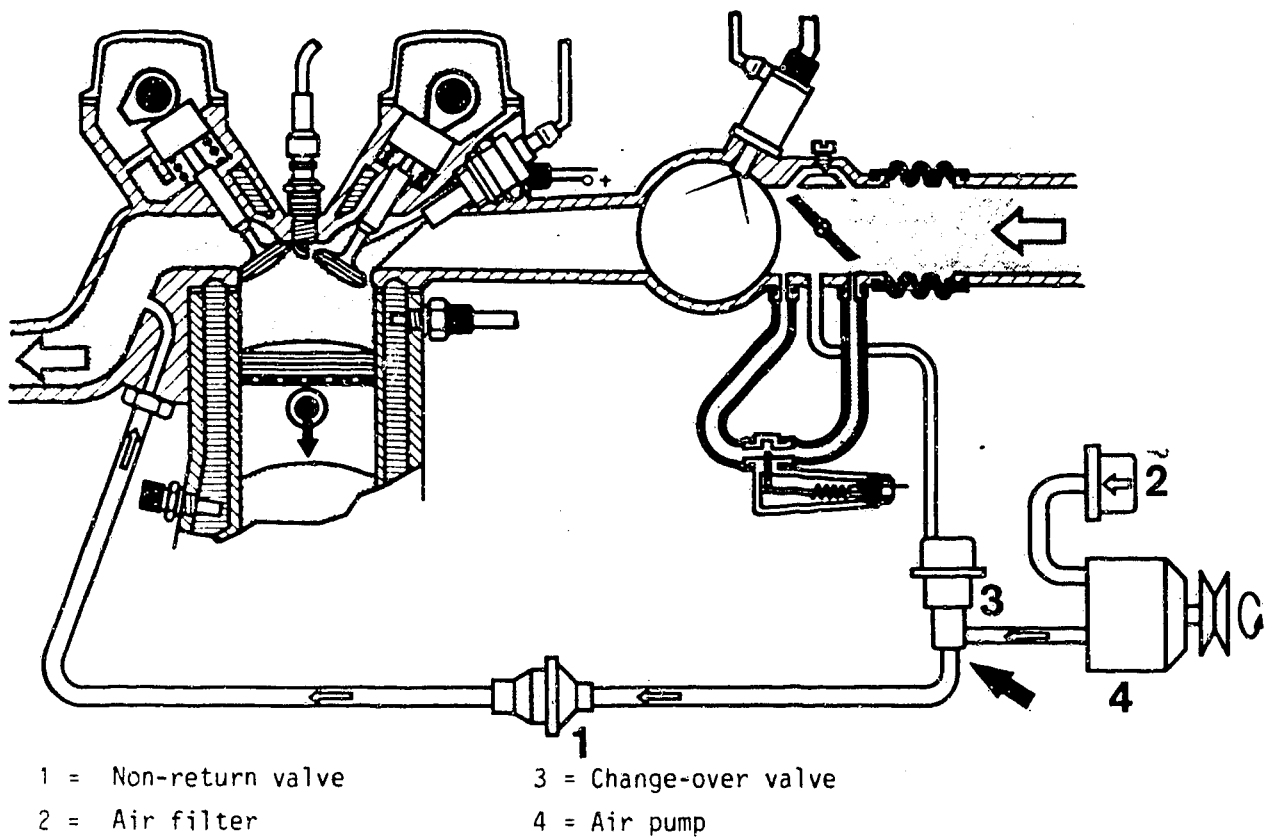 +
2
3
4
1
1 = Non-return valve
3 = Change-over valve
2 = Air filter
4 = Air pump